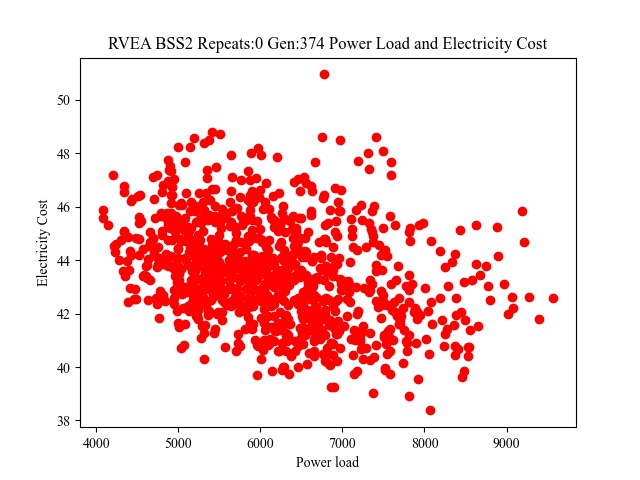 RVEA BSS2 Repeats:0 Gen:374 Power Load and Electricity Cost
50
48
46
44
42
40
38
Electricity Cost
4000 5000 6000 7000 8000 9000
Power load